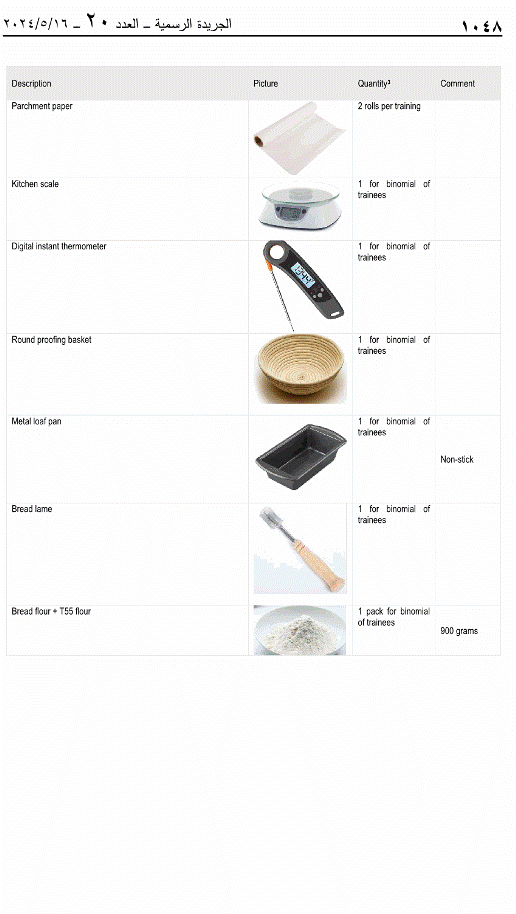 ١٠٤٨ الجريدة الرسمية ــ العدد ٢٠ ــ ٢٠٢٤/٥/١٦
Description Picture Quantity³ Comment
Parchment paper 2 rolls per training
Kitchen scale 1 for binomial of
trainees
Digital instant thermometer 1 for binomial of
trainees
Round proofing basket 1 for binomial of
trainees
Metal loaf pan 1 for binomial of
trainees
Non-stick
Bread lame 1 for binomial of
trainees
Bread flour + T55 flour 1 pack for binomial
of trainees
900 grams